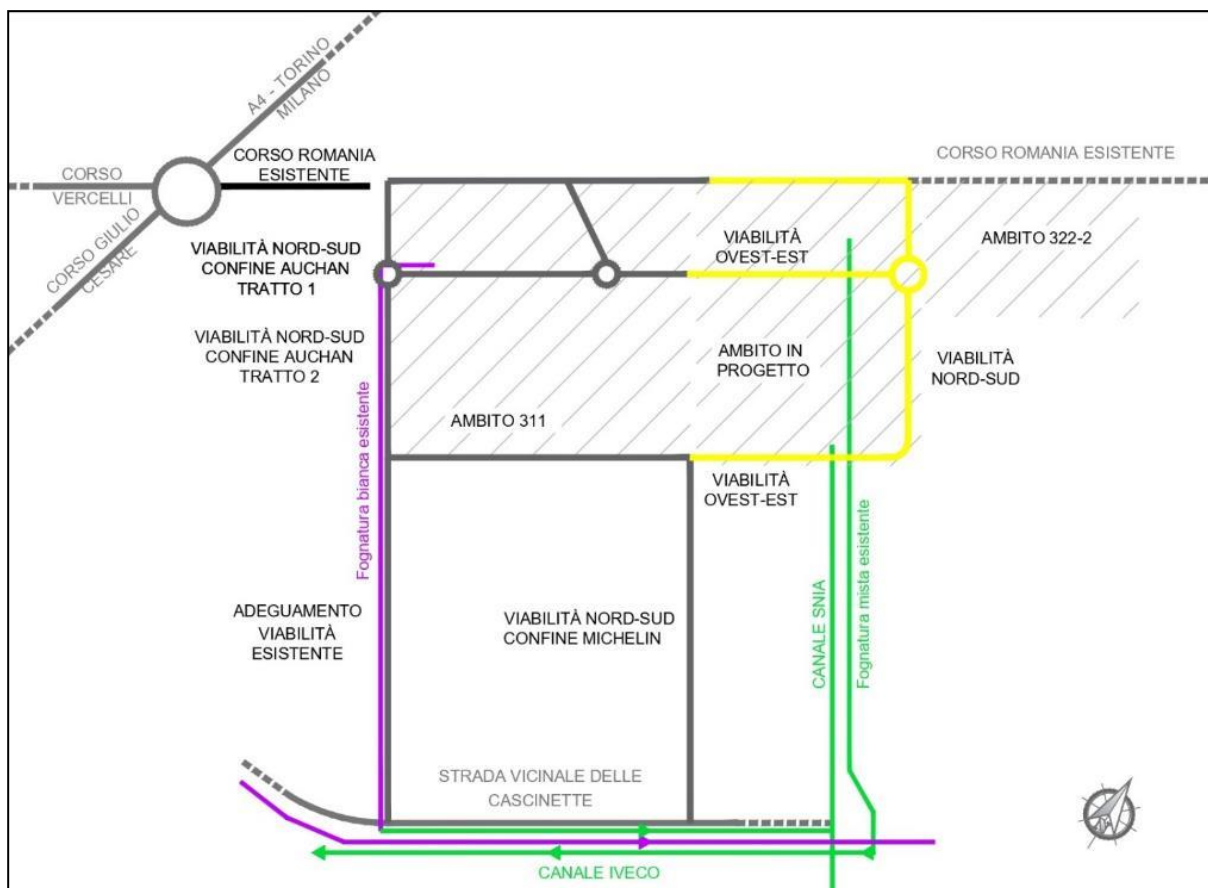 A4 - TORINO
MILANO
CORSO ROMANIA
ESISTENTE
CORSO ROMANIA ESISTENTE
CORSO
VERCELLI
CORSO GIULIO
CESARE
VIABILITÀ NORD-SUD
CONFINE AUCHAN
TRATTO 1
VIABILITÀ
OVEST-EST
AMBITO 322-2
VIABILITÀ NORD-SUD
CONFINE AUCHAN
TRATTO 2
AMBITO IN
PROGETTO
VIABILITÀ
NORD-SUD
AMBITO 311
Fognatura bianca esistente
VIABILITÀ
OVEST-EST
ADEGUAMENTO
VIABILITÀ
ESISTENTE
VIABILITÀ NORD-SUD
CONFINE MICHELIN
CANALE SNIA
Fognatura mista esistente
STRADA VICINALE DELLE
CASCINETTE
CANALE IVECO